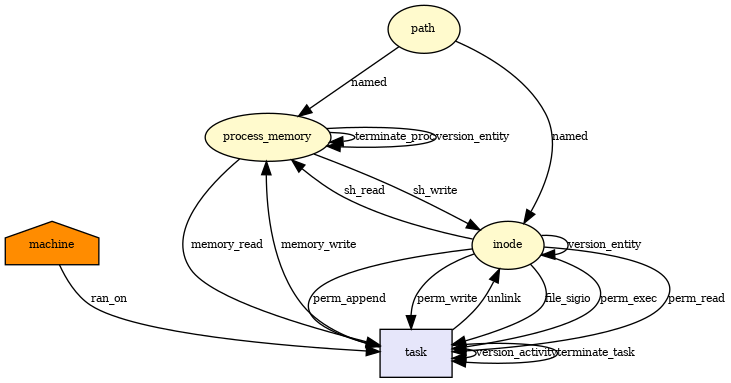 path
named
process_memory
terminate_proc
version_entity
named
sh_read
sh_write
machine
memory_read
memory_write
inode
version_entity
ran_on
perm_append
perm_write
unlink
file_sigio
perm_exec
perm_read
task
version_activity
terminate_task